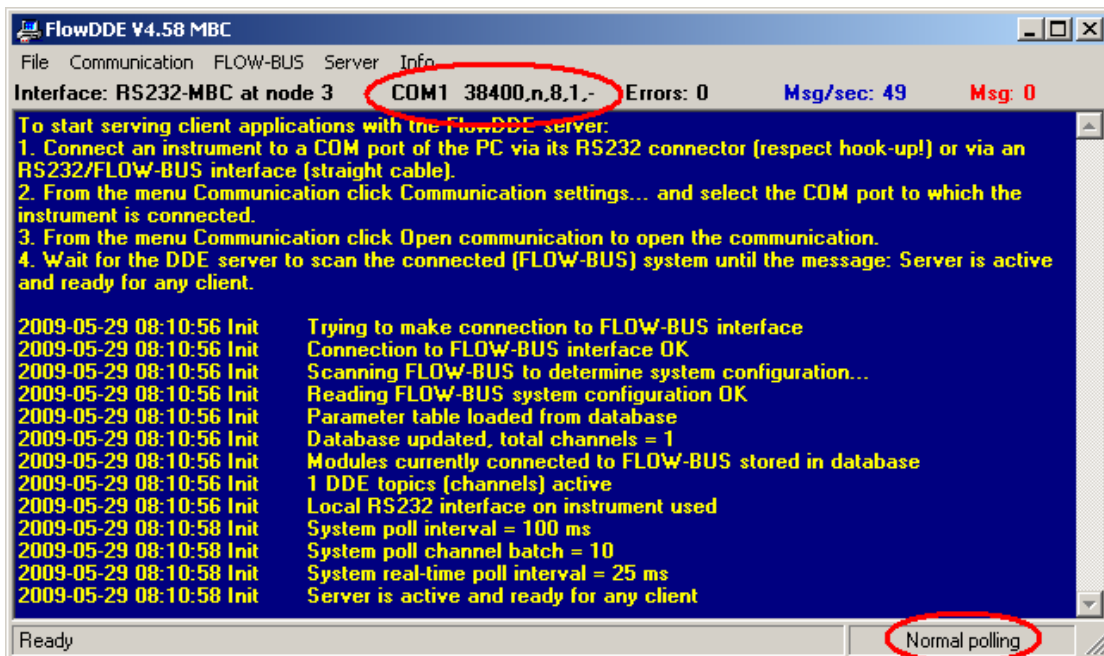 FlowDDE V4.58 MBC
File Communication FLOW-BUS Server Info
Interface: RS232-MBC at node 3 COM1 38400,n,8,1,- Errors: 0 Msg/sec: 49 Msg: 0
To start serving client applications with the FlowDDE server:
1. Connect an instrument to a COM port of the PC via its RS232 connector (respect hook-up!) or via an
RS232/FLOW-BUS interface (straight cable).
2. From the menu Communication click Communication settings... and select the COM port to which the
instrument is connected.
3. From the menu Communication click Open communication to open the communication.
4. Wait for the DDE server to scan the connected (FLOW-BUS) system until the message: Server is active
and ready for any client.
2009-05-29 08:10:56 Init Trying to make connection to FLOW-BUS interface
2009-05-29 08:10:56 Init Connection to FLOW-BUS interface OK
2009-05-29 08:10:56 Init Scanning FLOW-BUS to determine system configuration...
2009-05-29 08:10:56 Init Reading FLOW-BUS system configuration OK
2009-05-29 08:10:56 Init Parameter table loaded from database
2009-05-29 08:10:56 Init Database updated, total channels = 1
2009-05-29 08:10:56 Init Modules currently connected to FLOW-BUS stored in database
2009-05-29 08:10:56 Init 1 DDE topics (channels) active
2009-05-29 08:10:56 Init Local RS232 interface on instrument used
2009-05-29 08:10:58 Init System poll interval = 100 ms
2009-05-29 08:10:58 Init System poll channel batch = 10
2009-05-29 08:10:58 Init System real-time poll interval = 25 ms
2009-05-29 08:10:58 Init Server is active and ready for any client
Ready Normal polling